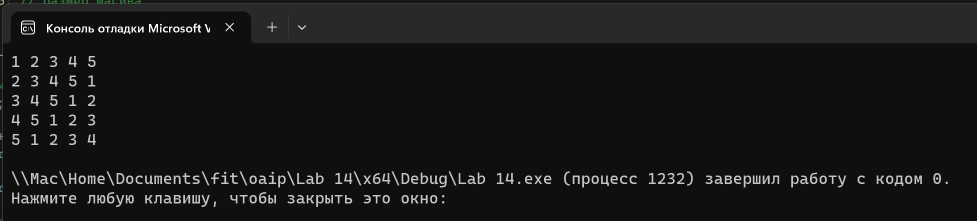 // размер масива
Консоль отладки Microsoft V
1 2 3 4 5
2 3 4 5 1
3 4 5 1 2
4 5 1 2 3
5 1 2 3 4
\\Mac\Home\Documents\fit\oaip\Lab 14\x64\Debug\Lab 14.exe (процесс 1232) завершил работу с кодом 0.
Нажмите любую клавишу, чтобы закрыть это окно: